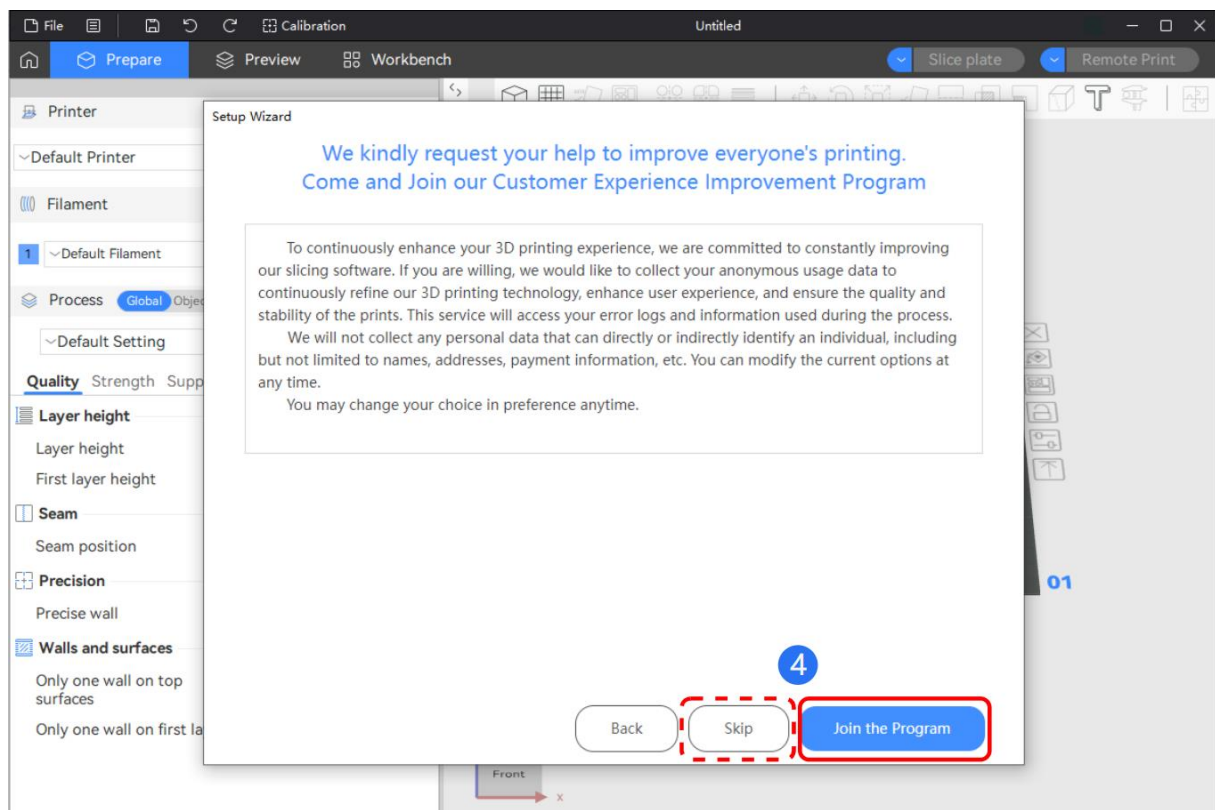 File
Calibration
Untitled
Prepare
Preview
Workbench
Slice plate
Remote Print
Printer
Default Printer
Filament
1
Default Filament
Process
Global
Objec
Default Setting
Quality Strength Supp
Layer height
Layer height
First layer height
Seam
Seam position
Precision
Precise wall
Walls and surfaces
Only one wall on top
surfaces
Only one wall on first la
Setup Wizard
We kindly request your help to improve everyone's printing.
Come and Join our Customer Experience Improvement Program
To continuously enhance your 3D printing experience, we are committed to constantly improving
our slicing software. If you are willing, we would like to collect your anonymous usage data to
continuously refine our 3D printing technology, enhance user experience, and ensure the quality and
stability of the prints. This service will access your error logs and information used during the process.
We will not collect any personal data that can directly or indirectly identify an individual, including
but not limited to names, addresses, payment information, etc. You can modify the current options at
any time.
You may change your choice in preference anytime.
4
Back
Skip
Join the Program
01
Front
x